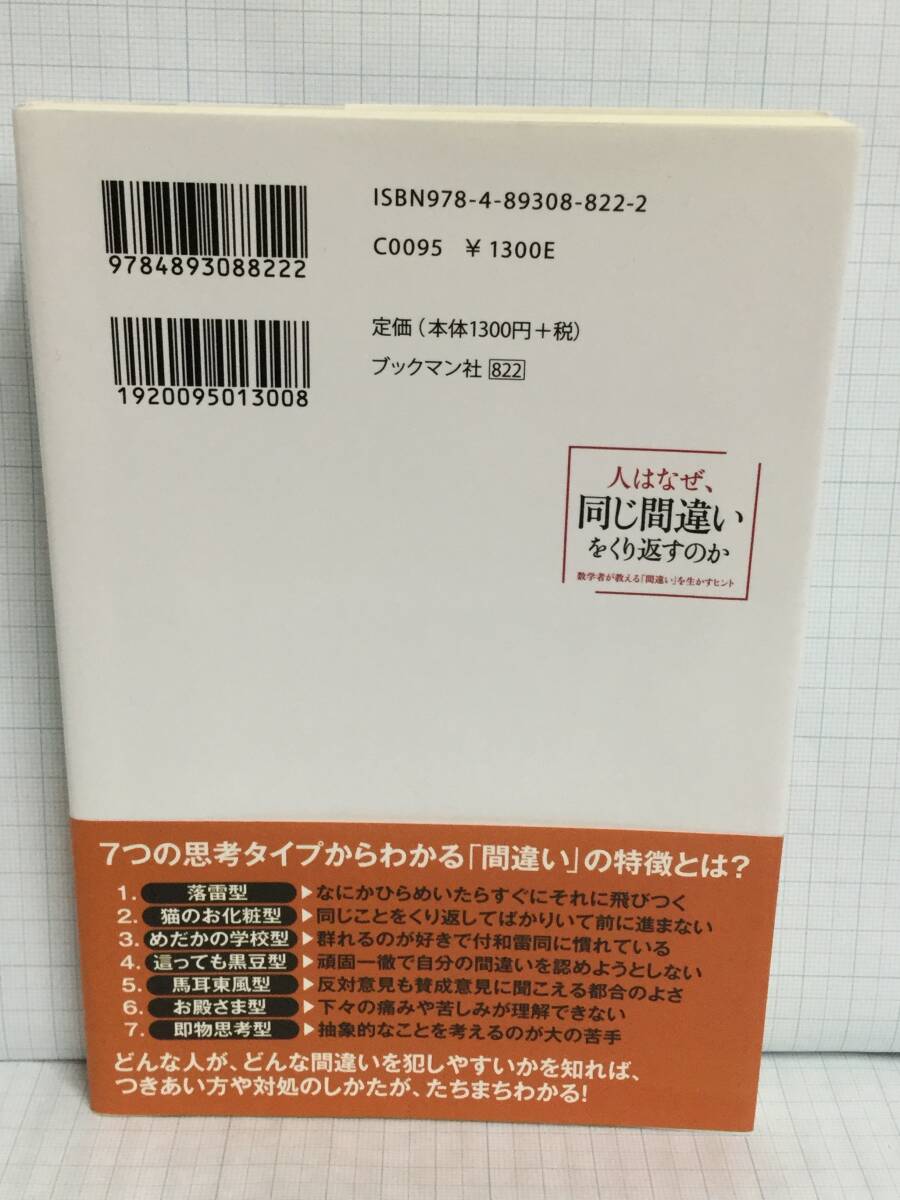 ISBN978-4-89308-822-2
9784893088222
C0095 ¥ 1300E
定価（本体1300円＋税）
ブックマン社 822
1920095013008
人はなぜ、
同じ間違い
をくり返すのか
数学者が教える「間違い」を生かすヒント
7つの思考タイプからわかる「間違い」の特徴とは？
1. 落雷型 ▶なにかひらめいたらすぐにそれに飛びつく
2. 猫のお化粧型 ▶同じことをくり返してばかりいて前に進まない
3. めだかの学校型 ▶群れるのが好きで付和雷同に慣れている
4. 這っても黒豆型 ▶頑固一徹で自分の間違いを認めようとしない
5. 馬耳東風型 ▶反対意見も賛成意見に聞こえる都合のよさ
6. お殿さま型 ▶下々の痛みや苦しみが理解できない
7. 即物思考型 ▶抽象的なことを考えるのが大の苦手
どんな人が、どんな間違いを犯しやすいかを知れば、
つきあい方や対処のしかたが、たちまちわかる！